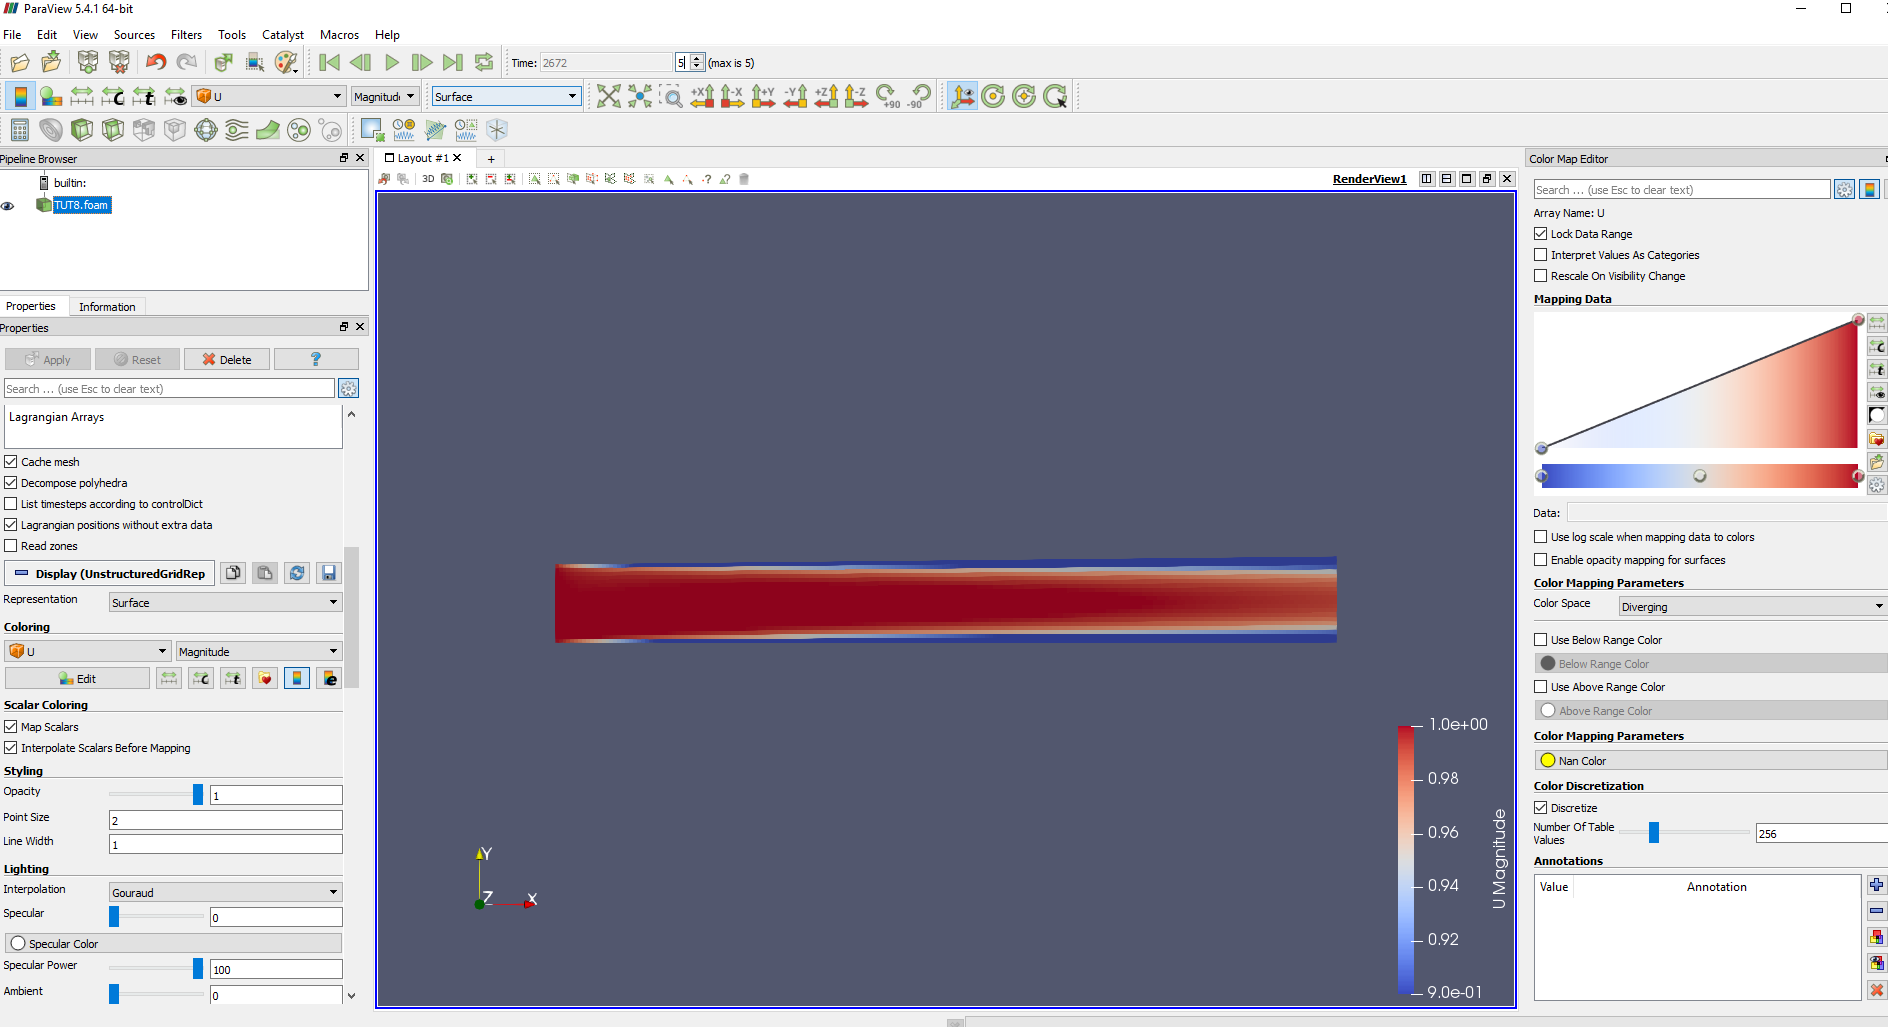 ParaView 5.4.1 64-bit
File Edit View Sources Filters Tools Catalyst Macros Help
Time: 2672 5 (max is 5)
U Magnitude Surface +X -X +Y -Y +Z -Z +90 -90
Pipeline Browser
builtin:
TUT8.foam
Properties Information
Properties
Apply Reset Delete ?
Search ... (use Esc to clear text)
Lagrangian Arrays
Cache mesh
Decompose polyhedra
List timesteps according to controlDict
Lagrangian positions without extra data
Read zones
Display (UnstructuredGridRep
Representation Surface
Coloring
U Magnitude
Edit
Scalar Coloring
Map Scalars
Interpolate Scalars Before Mapping
Styling
Opacity 1
Point Size 2
Line Width 1
Lighting
Interpolation Gouraud
Specular 0
Specular Color
Specular Power 100
Ambient 0
Layout #1 +
3D RenderView1
Y
Z X
1.0e+00
0.98
0.96
0.94
0.92
9.0e-01
U Magnitude
Color Map Editor
Search ... (use Esc to clear text)
Array Name: U
Lock Data Range
Interpret Values As Categories
Rescale On Visibility Change
Mapping Data
Data:
Use log scale when mapping data to colors
Enable opacity mapping for surfaces
Color Mapping Parameters
Color Space Diverging
Use Below Range Color
Below Range Color
Use Above Range Color
Above Range Color
Color Mapping Parameters
Nan Color
Color Discretization
Discretize
Number Of Table
Values 256
Annotations
Value Annotation